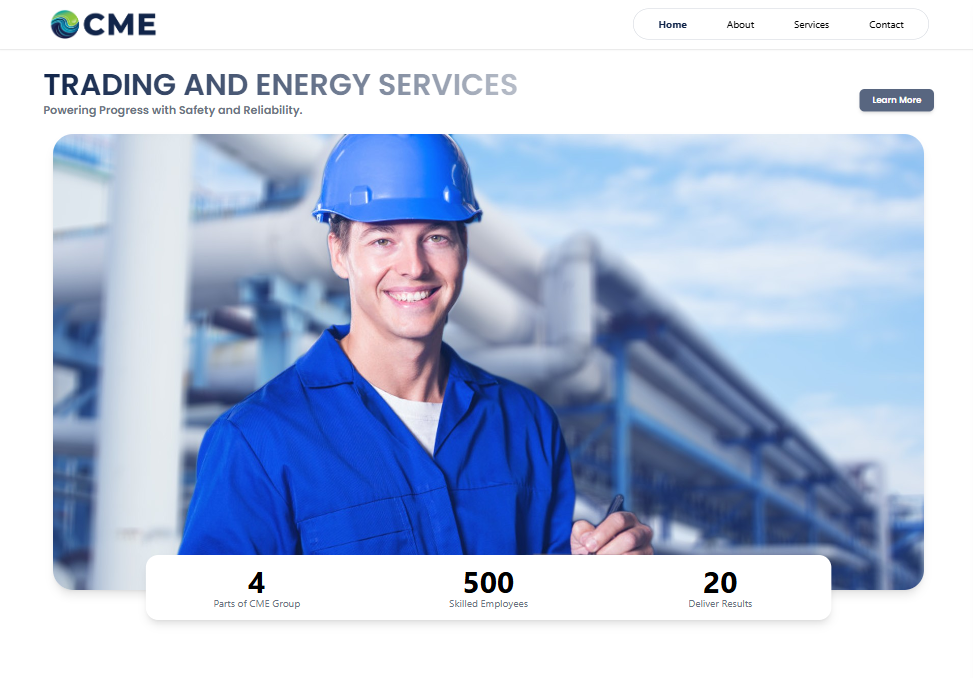 CME
Home About Services Contact
TRADING AND ENERGY SERVICES
Powering Progress with Safety and Reliability.
Learn More
4 500 20
Parts of CME Group Skilled Employees Deliver Results